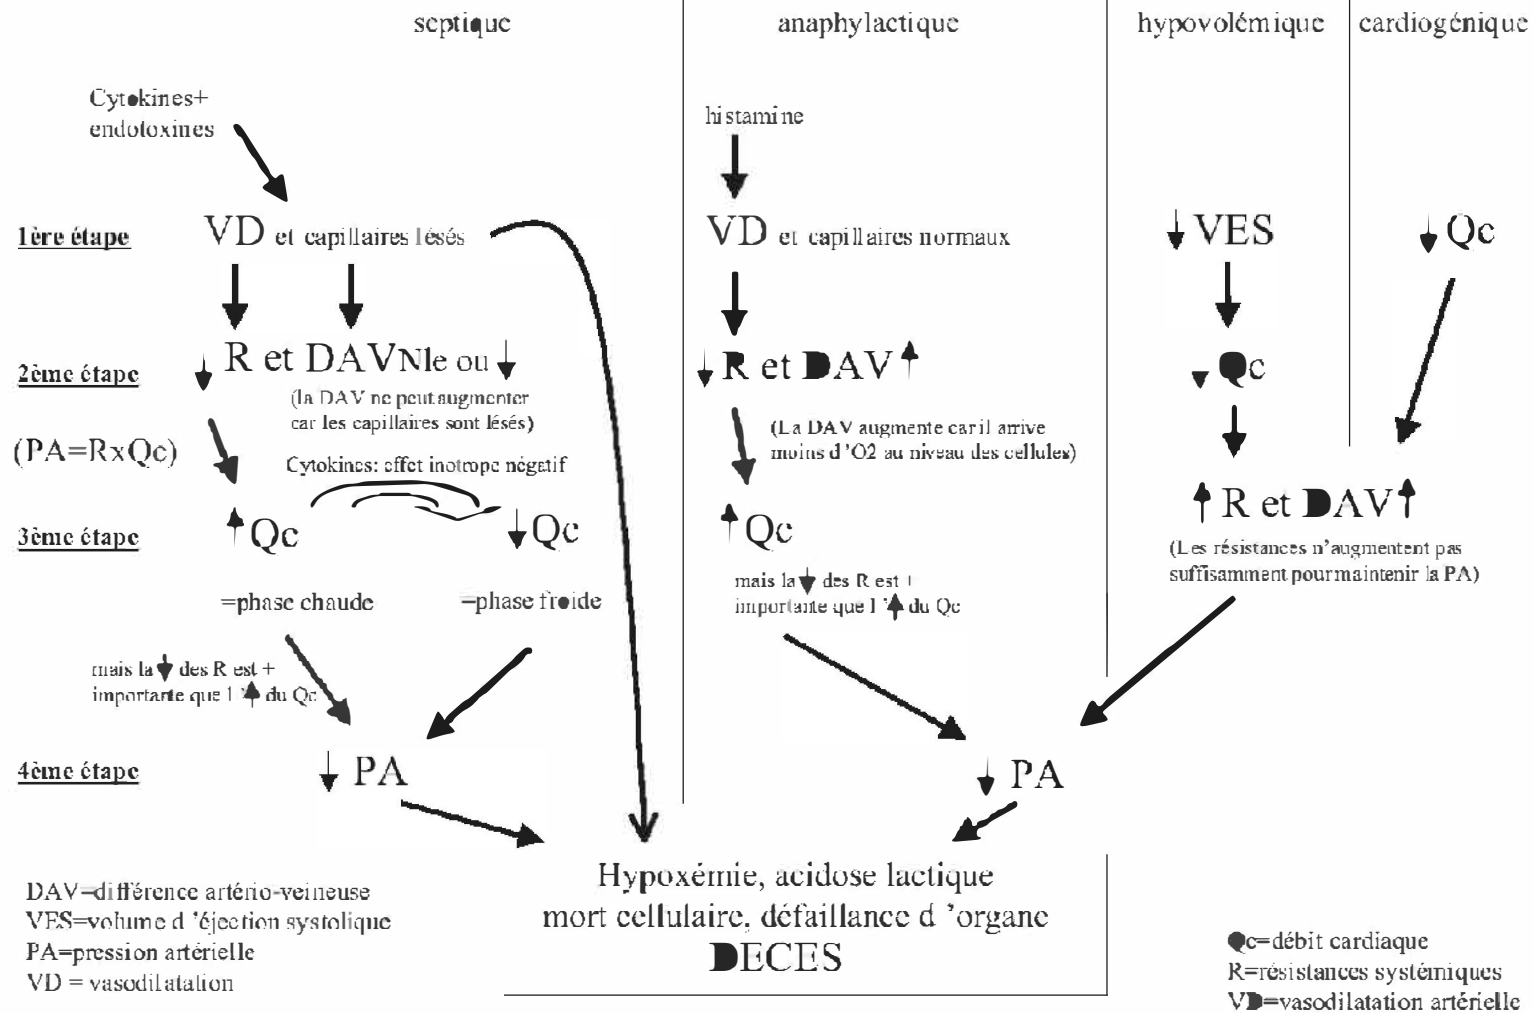 septique
anaphylactique
hypovolémique
cardiogénique
Cytokines+
endotoxines
histamine
1ère étape
VD et capillaires lésés
VD et capillaires normaux
↓ VES
↓ Qc
2ème étape
↓ R et DAV Nle ou ↓
(la DAV ne peut augmenter
car les capillaires sont lésés)
↓ R et DAV ↑
(La DAV augmente car il arrive
moins d'O2 au niveau des cellules)
▼ Qc
(PA=RxQc)
Cytokines: effet inotrope négatif
3ème étape
↑ Qc
↓ Qc
↑ Qc
↑ R et DAV ↑
(Les résistances n'augmentent pas
suffisamment pour maintenir la PA)
=phase chaude
=phase froide
mais la ↓ des R est +
importante que l'↑ du Qc
mais la ↓ des R est +
importante que l'↑ du Qc
4ème étape
↓ PA
↓ PA
Hypoxémie, acidose lactique
mort cellulaire, défaillance d'organe
DECES
DAV=différence artério-veineuse
VES=volume d'éjection systolique
PA=pression artérielle
VD = vasodilatation
Qc=débit cardiaque
R=résistances systémiques
VD=vasodilatation artérielle